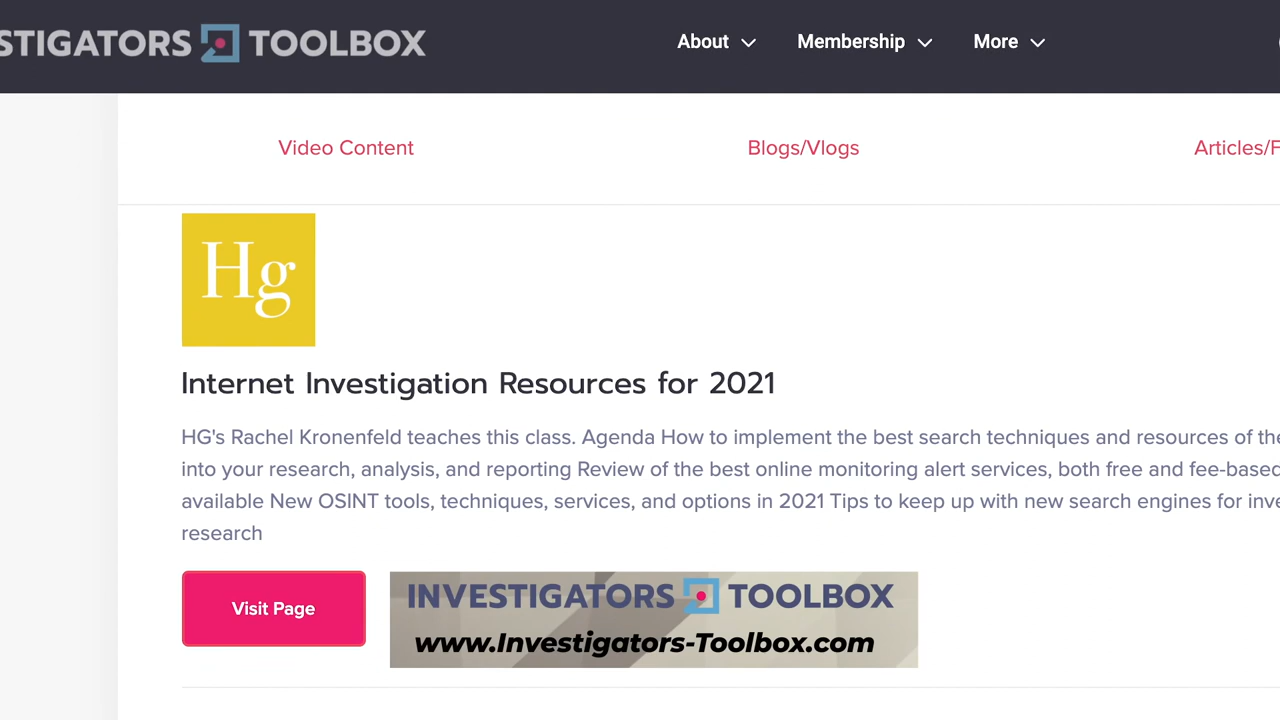 STIGATORS TOOLBOX
About
Membership
More
Video Content
Blogs/Vlogs
Articles/F
Hg
Internet Investigation Resources for 2021
HG's Rachel Kronenfeld teaches this class. Agenda How to implement the best search techniques and resources of the
into your research, analysis, and reporting Review of the best online monitoring alert services, both free and fee-based
available New OSINT tools, techniques, services, and options in 2021 Tips to keep up with new search engines for inve
research
Visit Page
INVESTIGATORS TOOLBOX
www.Investigators-Toolbox.com